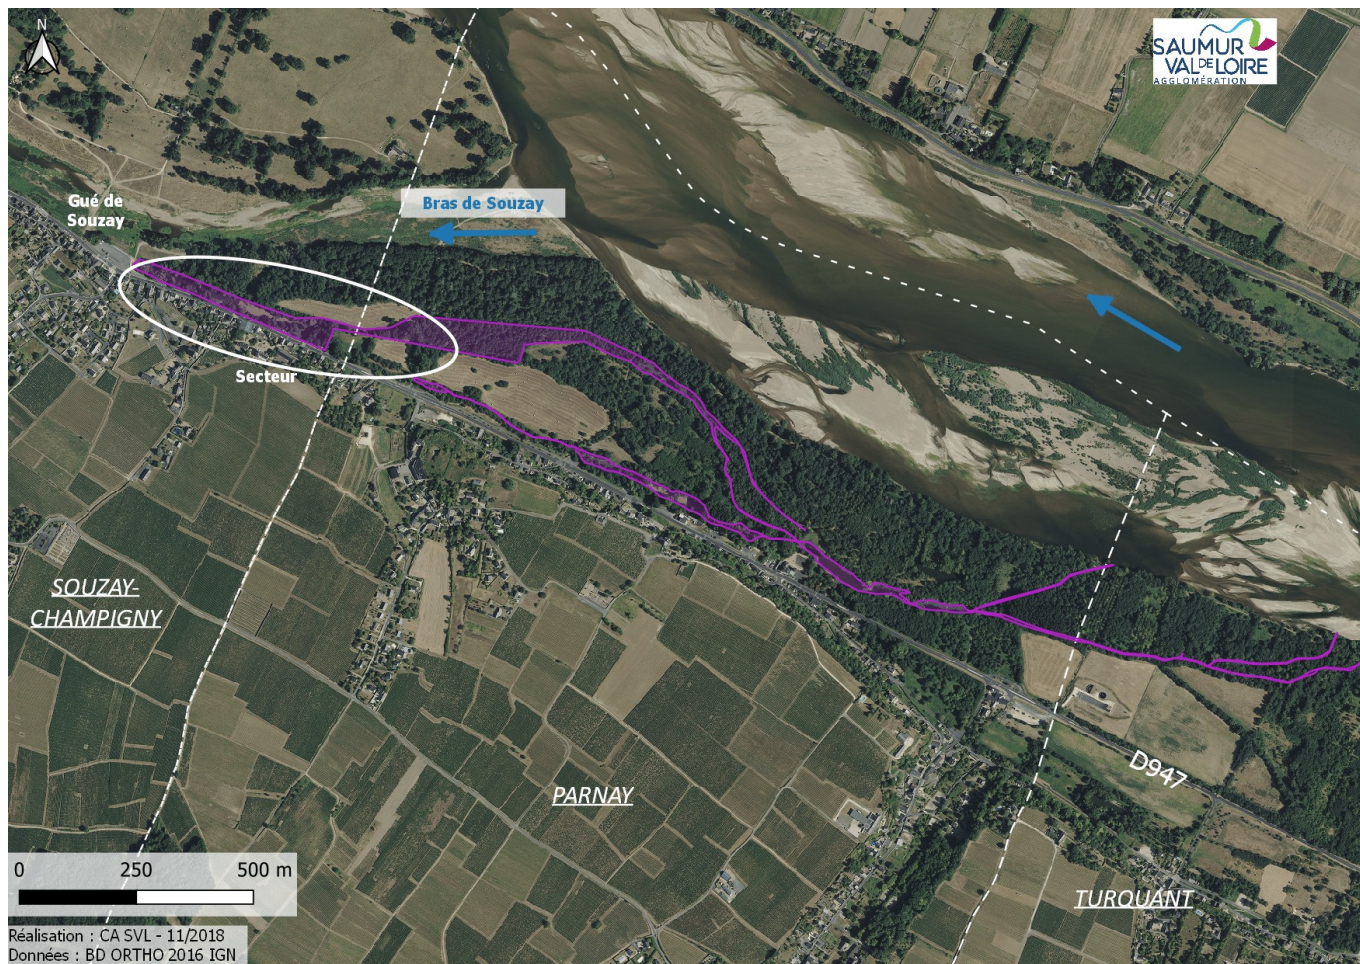 N
SAUMUR
VAL DE LOIRE
AGGLOMÉRATION
Gué de
Souzay
Bras de Souzay
Secteur
SOUZAY-
CHAMPIGNY
D947
PARNAY
TURQUANT
0 250 500 m
Réalisation : CA SVL - 11/2018
Données : BD ORTHO 2016 IGN